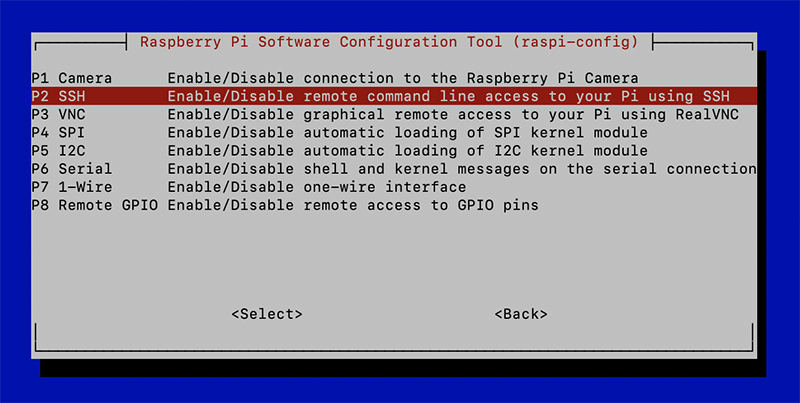 Raspberry Pi Software Configuration Tool (raspi-config)
P1 Camera Enable/Disable connection to the Raspberry Pi Camera
P2 SSH Enable/Disable remote command line access to your Pi using SSH
P3 VNC Enable/Disable graphical remote access to your Pi using RealVNC
P4 SPI Enable/Disable automatic loading of SPI kernel module
P5 I2C Enable/Disable automatic loading of I2C kernel module
P6 Serial Enable/Disable shell and kernel messages on the serial connection
P7 1-Wire Enable/Disable one-wire interface
P8 Remote GPIO Enable/Disable remote access to GPIO pins
<Select> <Back>